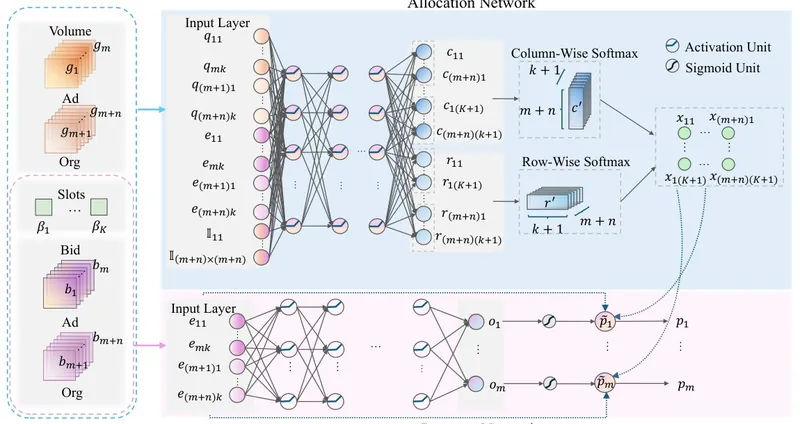 Allocation Network
Volume
g_m
g_1
Ad
g_{m+n}
g_{m+1}
Org
Slots
...
β_1 β_K
Bid
b_m
b_1
Ad
b_{m+n}
b_{m+1}
Org
Input Layer
q_{11}
q_{mk}
q_{(m+1)1}
q_{(m+n)k}
e_{11}
e_{mk}
e_{(m+1)1}
e_{(m+n)k}
𝕀_{11}
𝕀_{(m+n)×(m+n)}
c_{11}
c_{(m+n)1}
c_{1(K+1)}
c_{(m+n)(k+1)}
r_{11}
r_{1(K+1)}
r_{(m+n)1}
r_{(m+n)(k+1)}
Column-Wise Softmax
k + 1
m + n
c′
Row-Wise Softmax
r′
k + 1
m + n
Activation Unit
Sigmoid Unit
x_{11} x_{(m+n)1}
x_{1(K+1)} x_{(m+n)(K+1)}
Input Layer
e_{11}
e_{mk}
e_{(m+1)1}
e_{(m+n)k}
o_1
o_m
p̃_1
p̃_m
p_1
p_m